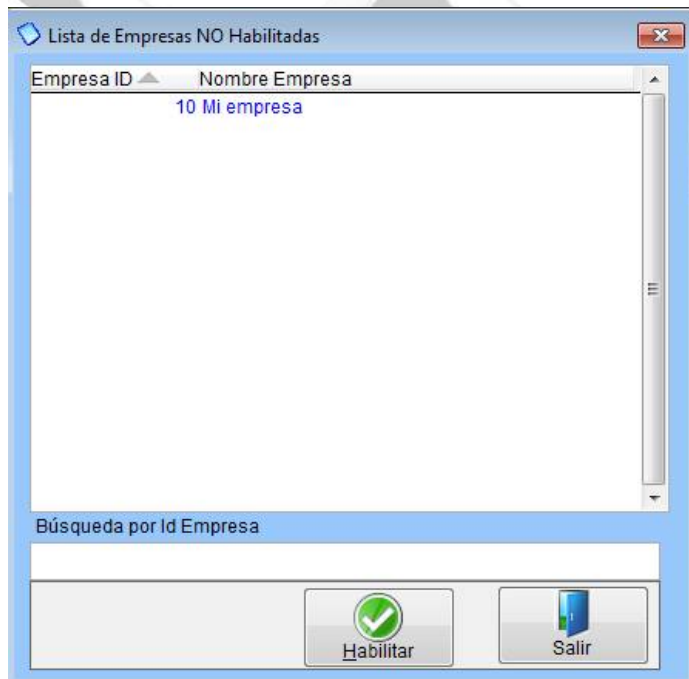 Lista de Empresas NO Habilitadas
Empresa ID Nombre Empresa
10 Mi empresa
Búsqueda por Id Empresa
Habilitar Salir